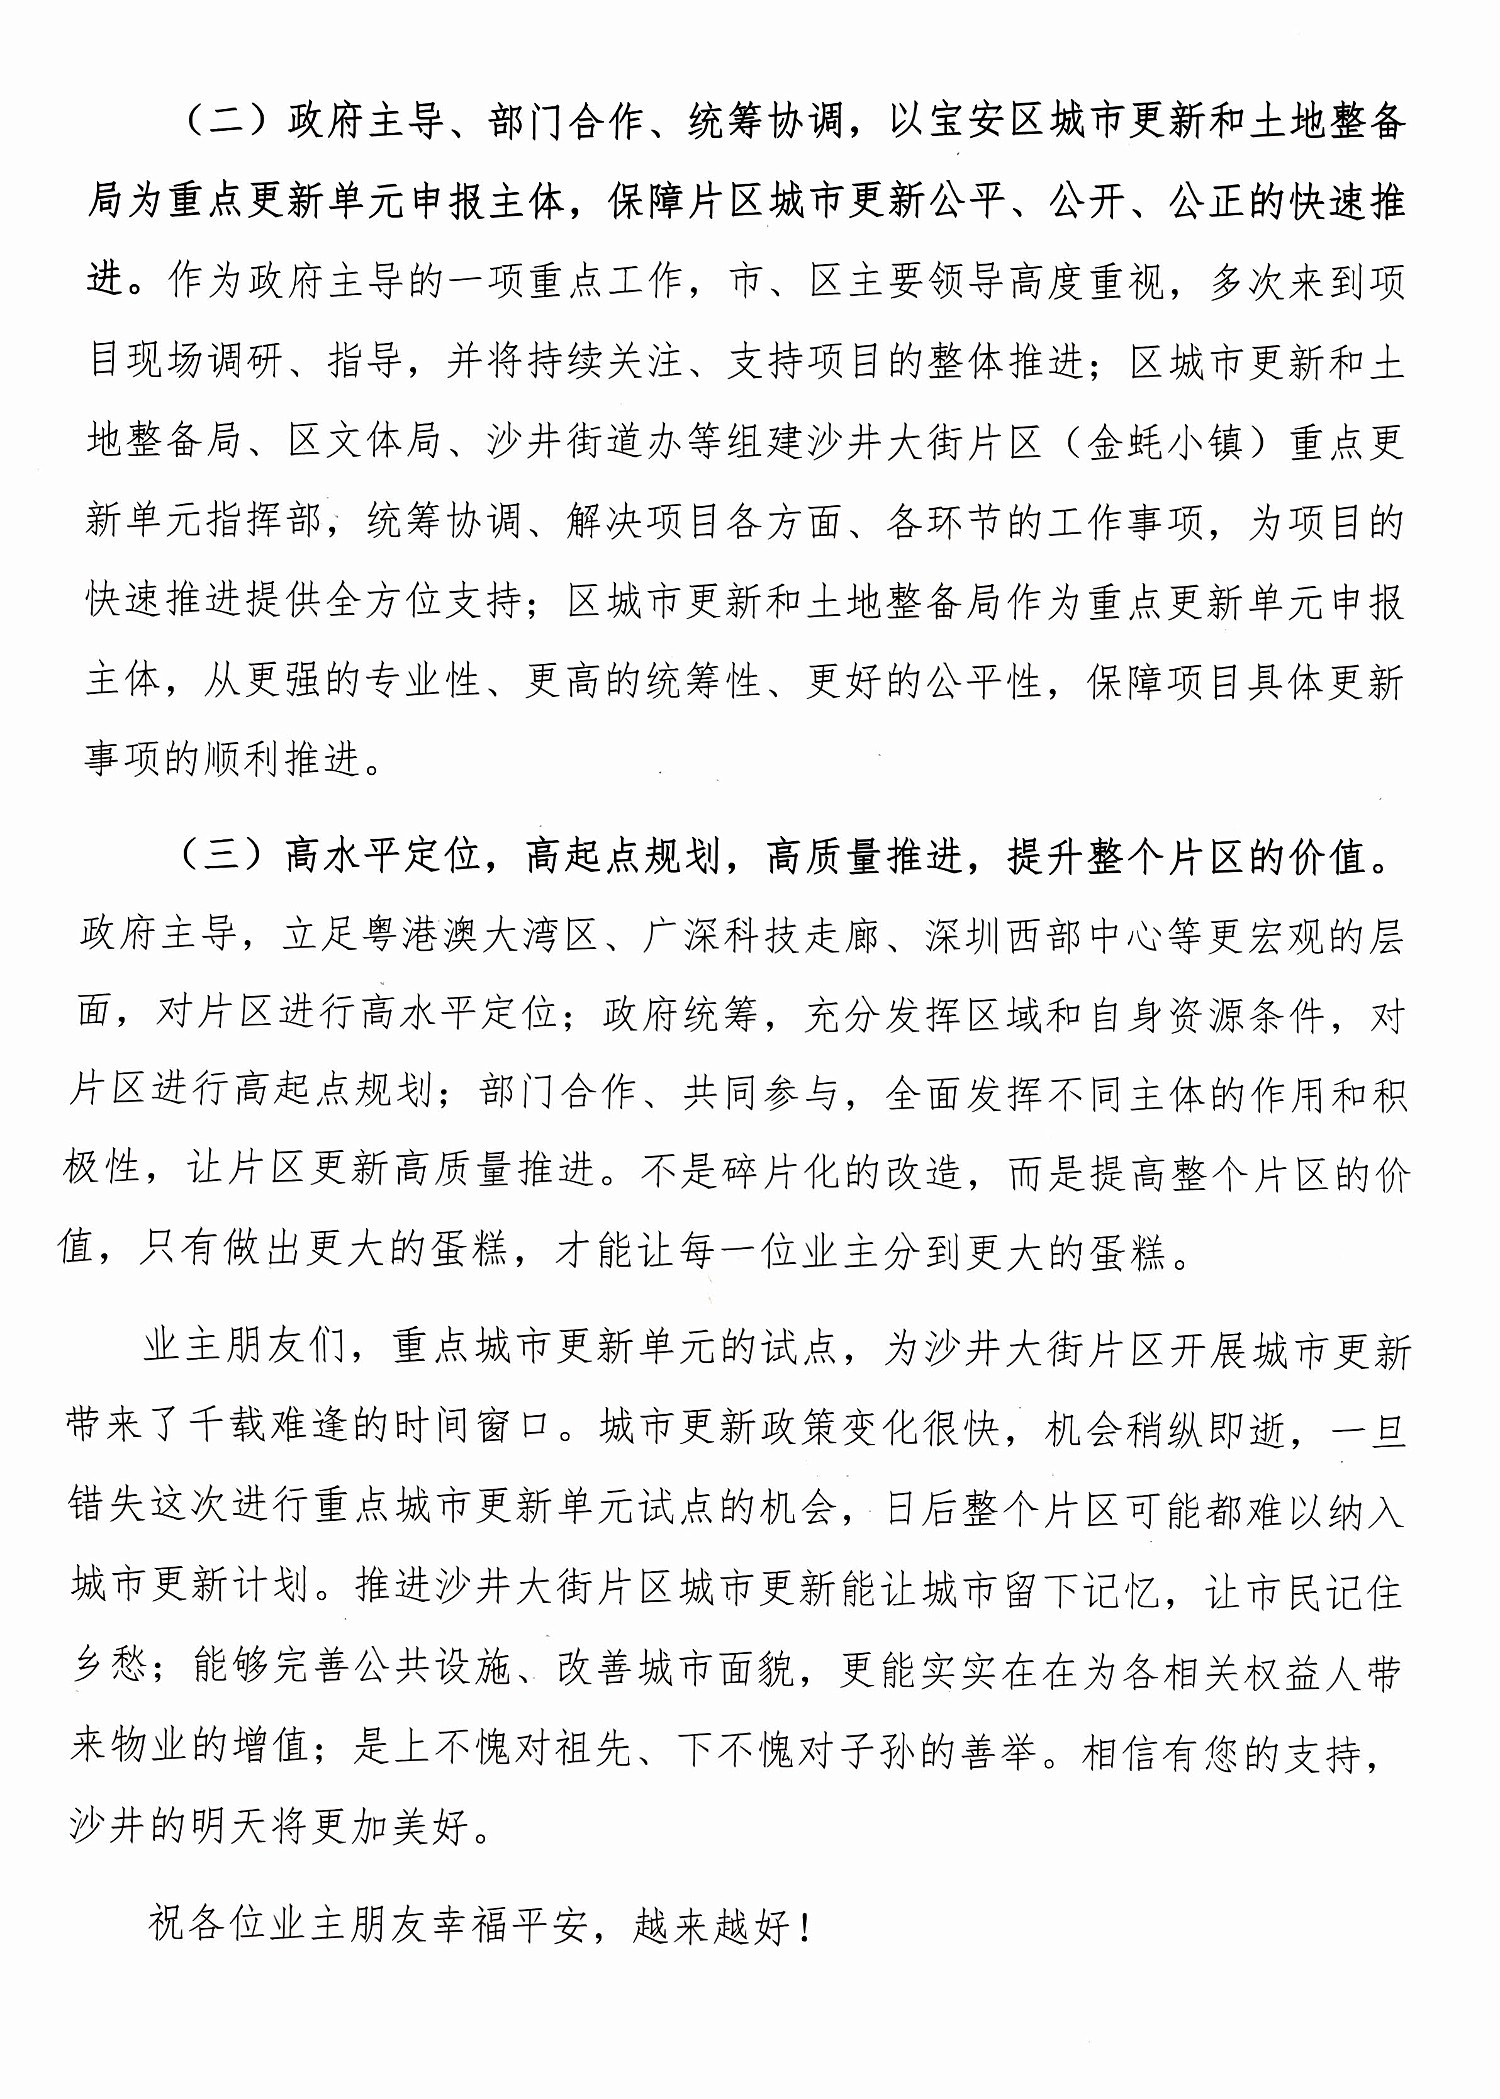 （二）政府主导、部门合作、统筹协调，以宝安区城市更新和土地整备
局为重点更新单元申报主体，保障片区城市更新公平、公开、公正的快速推
进。作为政府主导的一项重点工作，市、区主要领导高度重视，多次来到项
目现场调研、指导，并将持续关注、支持项目的整体推进；区城市更新和土
地整备局、区文体局、沙井街道办等组建沙井大街片区（金蚝小镇）重点更
新单元指挥部，统筹协调、解决项目各方面、各环节的工作事项，为项目的
快速推进提供全方位支持；区城市更新和土地整备局作为重点更新单元申报
主体，从更强的专业性、更高的统筹性、更好的公平性，保障项目具体更新
事项的顺利推进。
（三）高水平定位，高起点规划，高质量推进，提升整个片区的价值。
政府主导，立足粤港澳大湾区、广深科技走廊、深圳西部中心等更宏观的层
面，对片区进行高水平定位；政府统筹，充分发挥区域和自身资源条件，对
片区进行高起点规划；部门合作、共同参与，全面发挥不同主体的作用和积
极性，让片区更新高质量推进。不是碎片化的改造，而是提高整个片区的价
值，只有做出更大的蛋糕，才能让每一位业主分到更大的蛋糕。
业主朋友们，重点城市更新单元的试点，为沙井大街片区开展城市更新
带来了千载难逢的时间窗口。城市更新政策变化很快，机会稍纵即逝，一旦
错失这次进行重点城市更新单元试点的机会，日后整个片区可能都难以纳入
城市更新计划。推进沙井大街片区城市更新能让城市留下记忆，让市民记住
乡愁；能够完善公共设施、改善城市面貌，更能实实在在为各相关权益人带
来物业的增值；是上不愧对祖先、下不愧对子孙的善举。相信有您的支持，
沙井的明天将更加美好。
祝各位业主朋友幸福平安，越来越好！